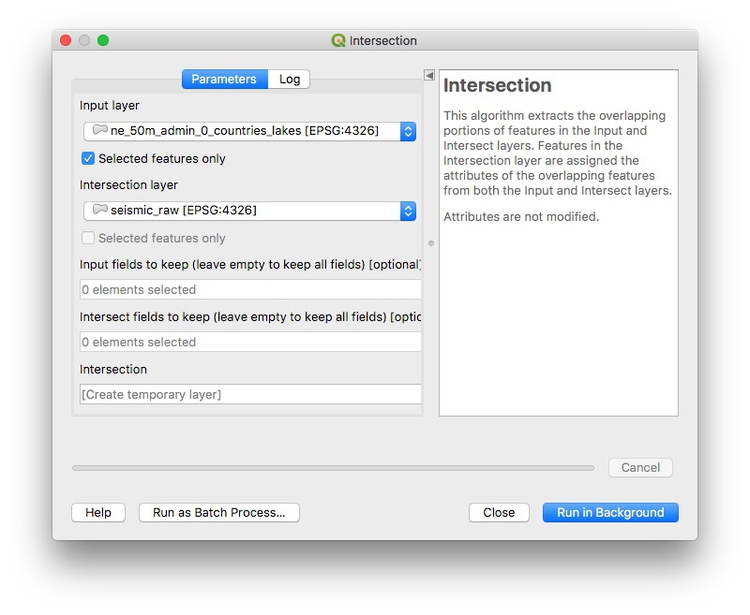 Intersection
Parameters
Log
Input layer
ne_50m_admin_0_countries_lakes [EPSG:4326]
Selected features only
Intersection layer
seismic_raw [EPSG:4326]
Selected features only
Input fields to keep (leave empty to keep all fields) [optional]
0 elements selected
Intersect fields to keep (leave empty to keep all fields) [optio
0 elements selected
Intersection
[Create temporary layer]
Intersection
This algorithm extracts the overlapping
portions of features in the Input and
Intersect layers. Features in the
Intersection layer are assigned the
attributes of the overlapping features
from both the Input and Intersect layers.
Attributes are not modified.
Cancel
Help
Run as Batch Process...
Close
Run in Background